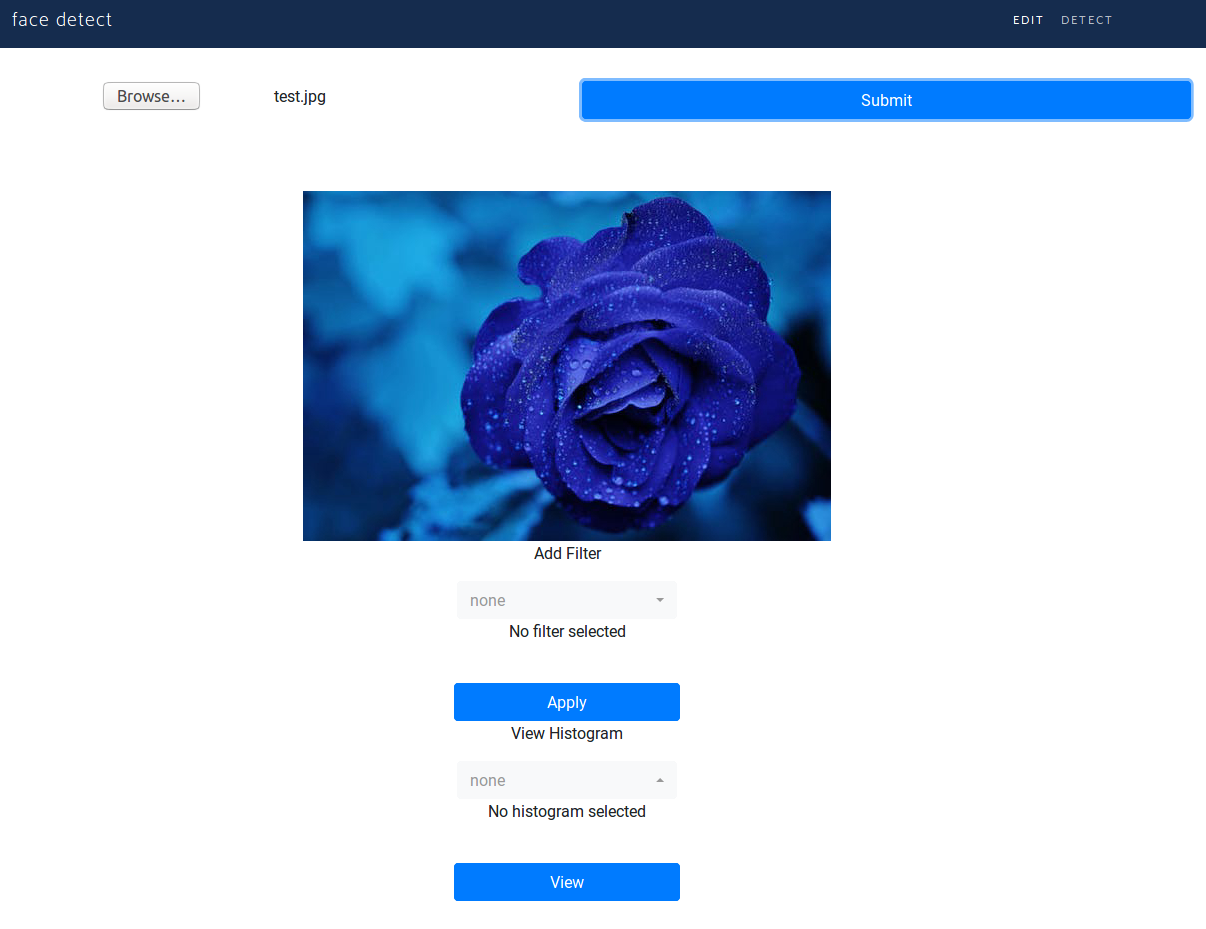 face detect
EDIT DETECT
Browse... test.jpg Submit
Add Filter
none
No filter selected
Apply
View Histogram
none
No histogram selected
View